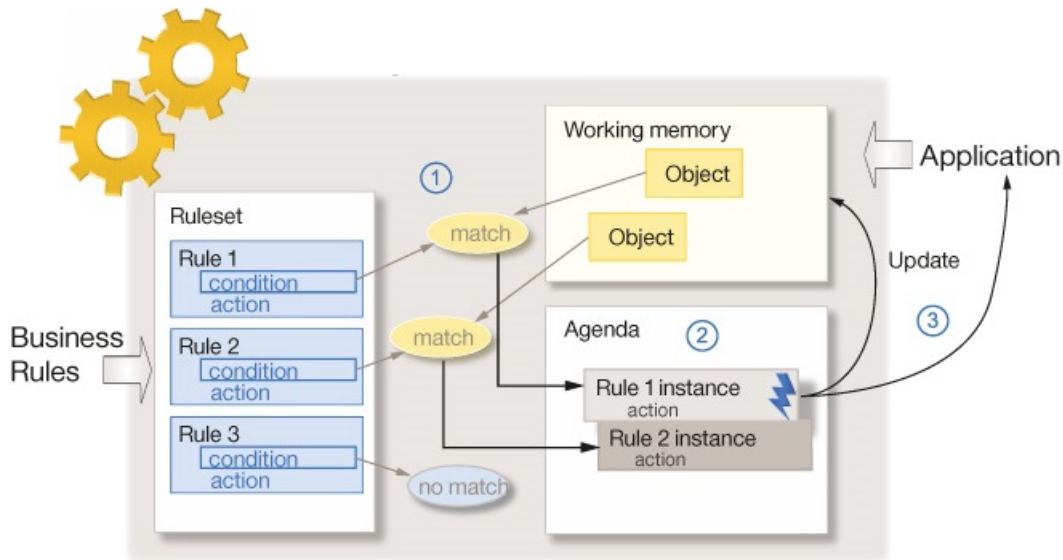 Working memory
Application
Object
1
Ruleset
match
Object
Rule 1
condition
action
Update
Business
Rules
Rule 2
condition
action
match
Agenda
2
3
Rule 1 instance
action
Rule 2 instance
action
Rule 3
condition
action
no match